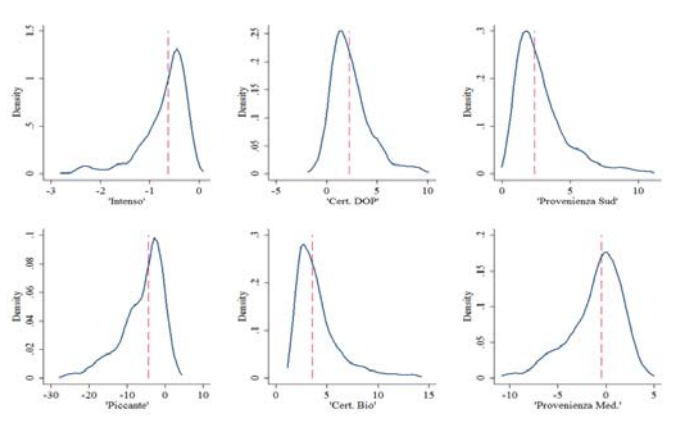 Density
0 .5 1 1.5
-3 -2 -1 0
'Intenso'
Density
0 .05 .1 .15 .2 .25
-5 0 5 10
'Cert. DOP'
Density
0 .1 .2 .3
0 5 10
'Provenienza Sud'
Density
0 .02 .04 .06 .08 .1
-30 -20 -10 0 10
'Piccante'
Density
0 .1 .2 .3
0 5 10 15
'Cert. Bio'
Density
0 .05 .1 .15 .2
-10 -5 0 5
'Provenienza Med.'